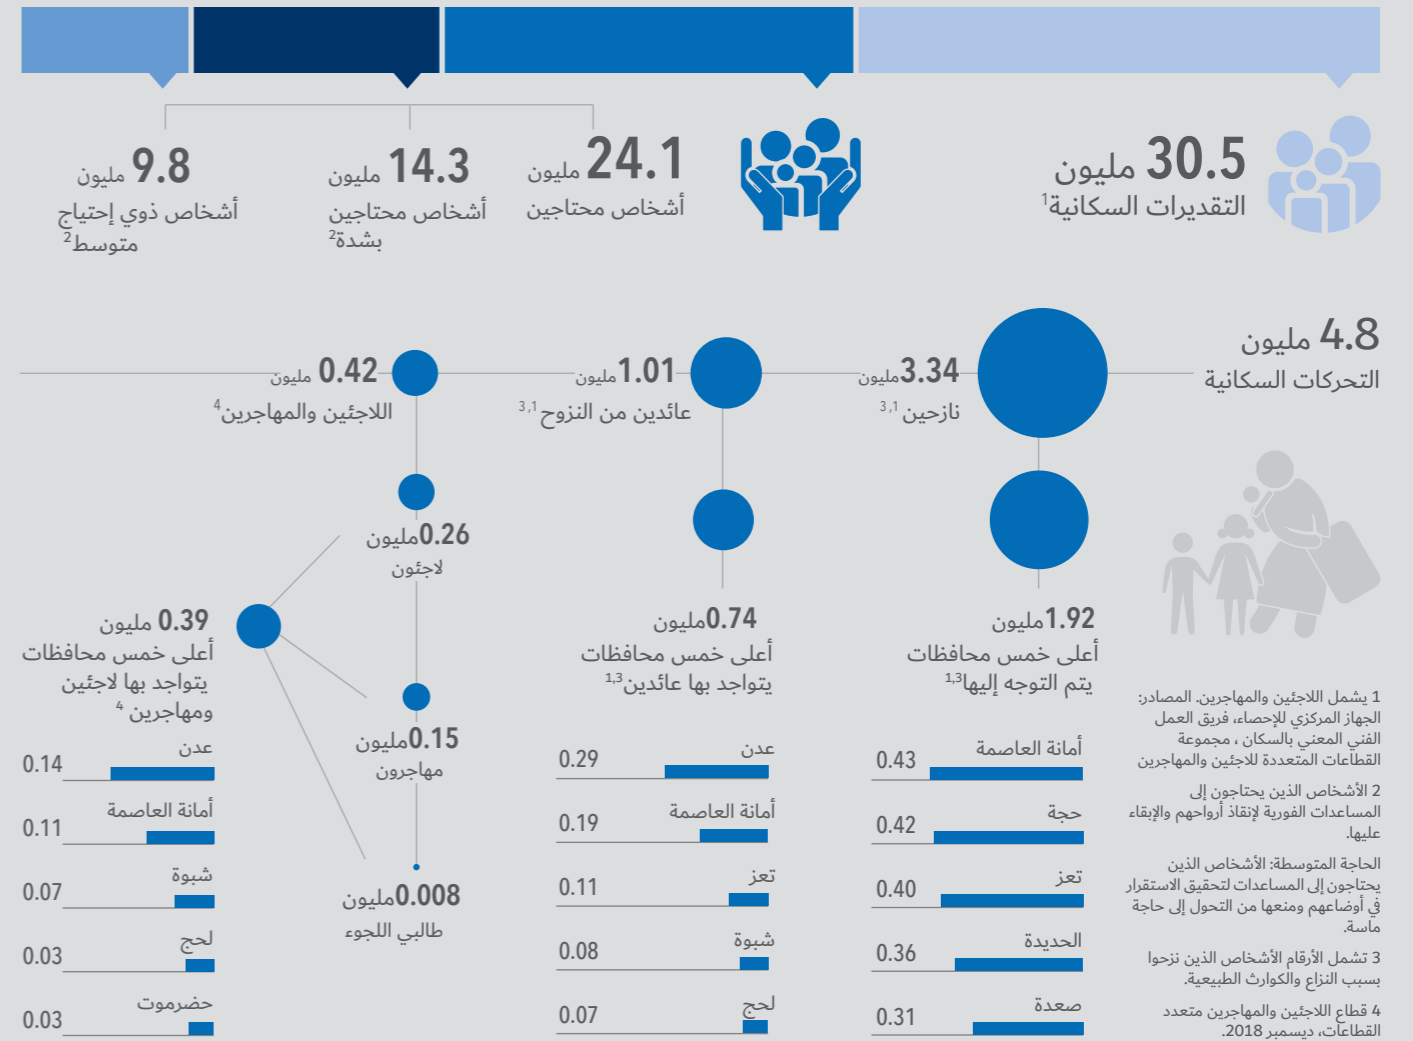 30.5 مليون
التقديرات السكانية1
24.1 مليون
أشخاص محتاجين
14.3 مليون
أشخاص محتاجين
بشدة2
9.8 مليون
أشخاص ذوي إحتياج
متوسط2
4.8 مليون
التحركات السكانية
3.34مليون
نازحين 1, 3
1.01مليون
عائدين من النزوح 1, 3
0.42 مليون
اللاجئين والمهاجرين4
1.92مليون
أعلى خمس محافظات
يتم التوجه إليها1,3
أمانة العاصمة
0.43
حجة
0.42
تعز
0.40
الحديدة
0.36
صعدة
0.31
0.74مليون
أعلى خمس محافظات
يتواجد بها عائدين1,3
عدن
0.29
أمانة العاصمة
0.19
تعز
0.11
شبوة
0.08
لحج
0.07
0.26مليون
لاجئون
0.15مليون
مهاجرون
0.008مليون
طالبي اللجوء
0.39 مليون
أعلى خمس محافظات
يتواجد بها لاجئين
ومهاجرين 4
عدن
0.14
أمانة العاصمة
0.11
شبوة
0.07
لحج
0.03
حضرموت
0.03
1 يشمل اللاجئين والمهاجرين. المصادر:
الجهاز المركزي للإحصاء، فريق العمل
الفني المعني بالسكان ، مجموعة
القطاعات المتعددة للاجئين والمهاجرين
2 الأشخاص الذين يحتاجون إلى
المساعدات الفورية لإنقاذ أرواحهم والإبقاء
عليها.
الحاجة المتوسطة: الأشخاص الذين
يحتاجون إلى المساعدات لتحقيق الاستقرار
في أوضاعهم ومنعها من التحول إلى حاجة
ماسة.
3 تشمل الأرقام الأشخاص الذين نزحوا
بسبب النزاع والكوارث الطبيعية.
4 قطاع اللاجئين والمهاجرين متعدد
القطاعات، ديسمبر 2018.